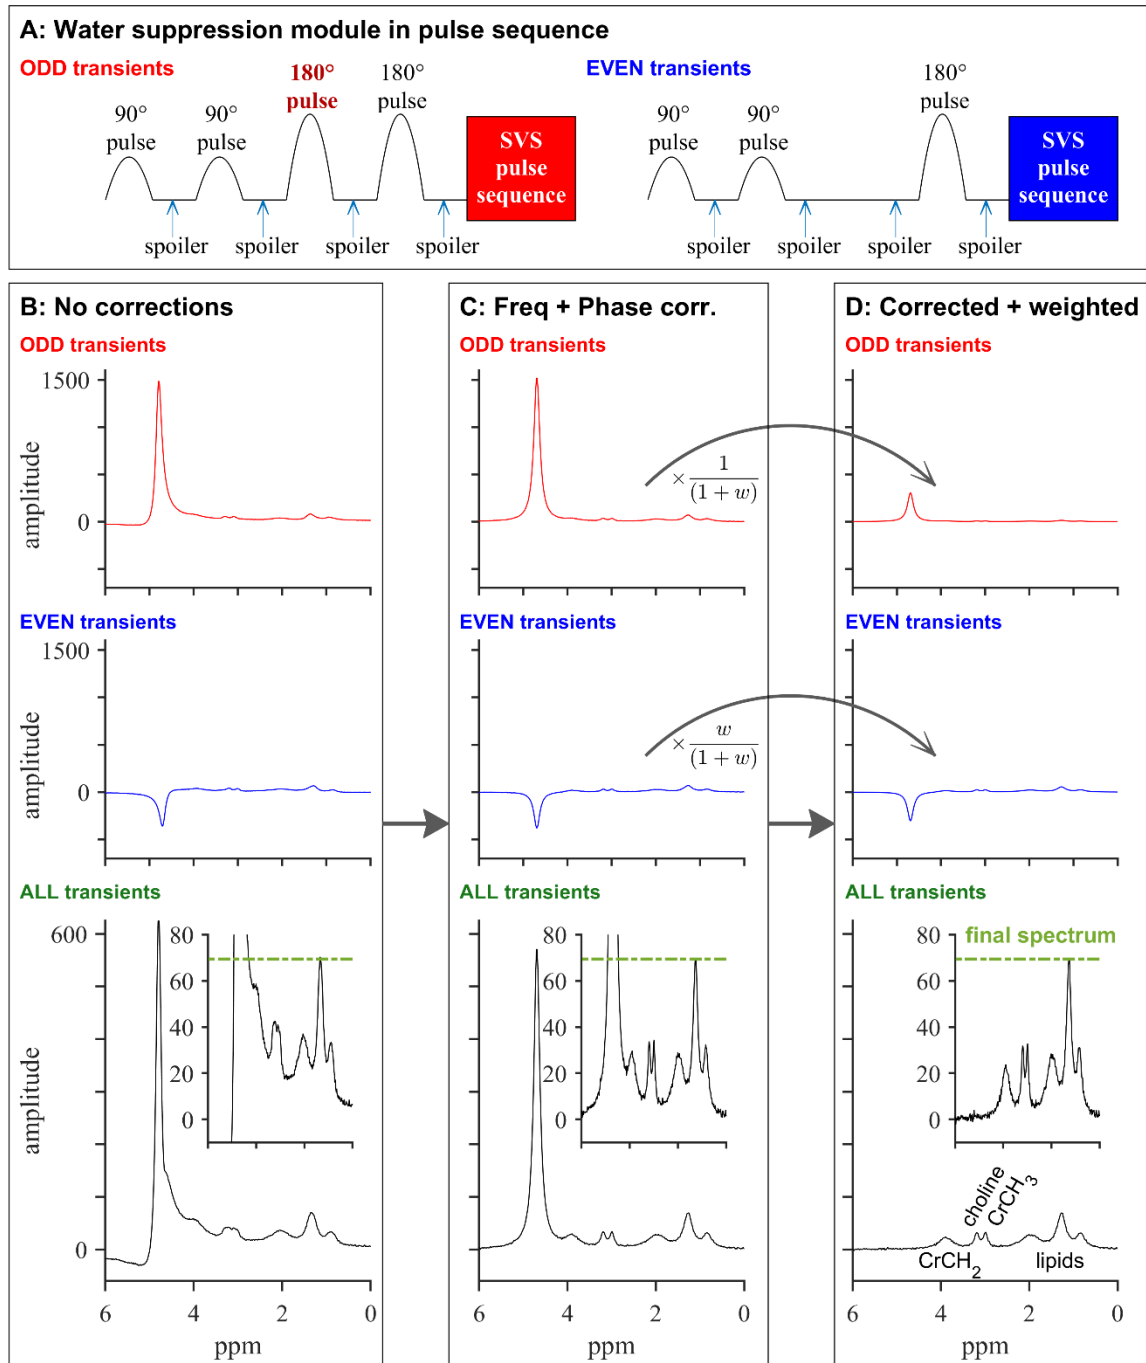 A: Water suppression module in pulse sequence
ODD transients
EVEN transients
90°
pulse
90°
pulse
180°
pulse
180°
pulse
SVS
pulse
sequence
spoiler
spoiler
spoiler
spoiler
90°
pulse
90°
pulse
180°
pulse
SVS
pulse
sequence
spoiler
spoiler
spoiler
spoiler
B: No corrections
ODD transients
1500
0
amplitude
EVEN transients
1500
0
amplitude
ALL transients
600
0
amplitude
80
60
40
20
0
6
4
2
0
ppm
C: Freq + Phase corr.
ODD transients
× 1/(1 + w)
EVEN transients
× w/(1 + w)
ALL transients
80
60
40
20
0
6
4
2
0
ppm
D: Corrected + weighted
ODD transients
EVEN transients
ALL transients
final spectrum
80
60
40
20
0
choline
CrCH3
CrCH2
lipids
6
4
2
0
ppm